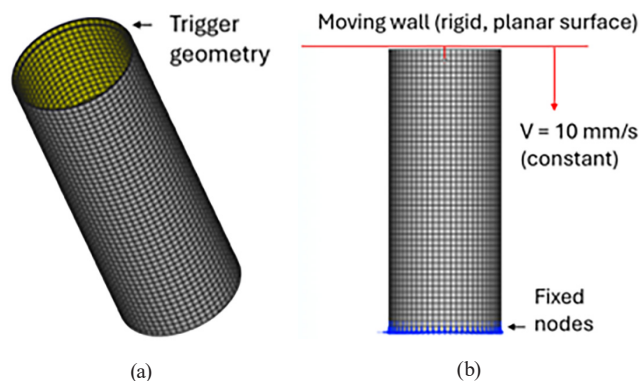 Trigger
geometry
(a)
Moving wall (rigid, planar surface)
V = 10 mm/s
(constant)
Fixed
nodes
(b)